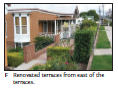 F Renovated terraces from east of the
terraces.